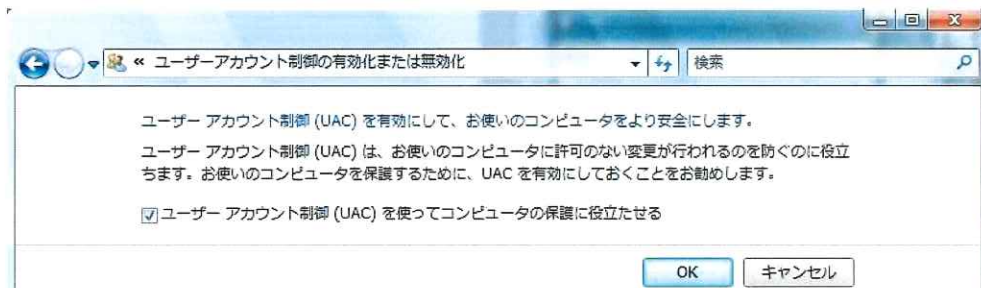 « ユーザーアカウント制御の有効化または無効化
検索
ユーザー アカウント制御 (UAC) を有効にして、お使いのコンピュータをより安全にします。
ユーザー アカウント制御 (UAC) は、お使いのコンピュータに許可のない変更が行われるのを防ぐのに役立
ちます。お使いのコンピュータを保護するために、UAC を有効にしておくことをお勧めします。
ユーザー アカウント制御 (UAC) を使ってコンピュータの保護に役立たせる
OK
キャンセル